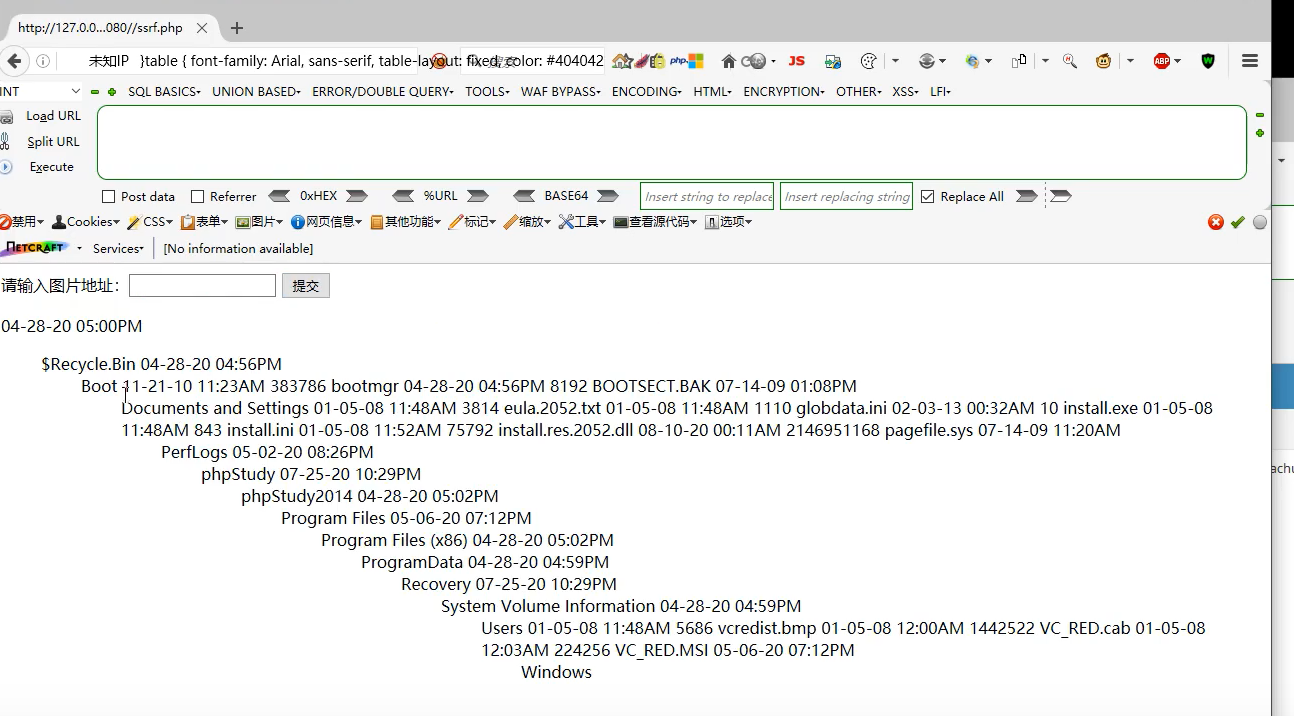 http://127.0.0...080//ssrf.php
未知IP }table { font-family: Arial, sans-serif, table-layout: fixed, color: #404042
php JS ABP W
INT SQL BASICS UNION BASED ERROR/DOUBLE QUERY TOOLS WAF BYPASS ENCODING HTML ENCRYPTION OTHER XSS LFI
Load URL
Split URL
Execute
Post data Referrer 0xHEX %URL BASE64 Insert string to replace Insert replacing string Replace All
禁用 Cookies CSS 表单 图片 网页信息 其他功能 标记 缩放 工具 查看源代码 选项
NETCRAFT Services [No information available]
请输入图片地址: 提交
04-28-20 05:00PM
$Recycle.Bin 04-28-20 04:56PM
Boot 11-21-10 11:23AM 383786 bootmgr 04-28-20 04:56PM 8192 BOOTSECT.BAK 07-14-09 01:08PM
Documents and Settings 01-05-08 11:48AM 3814 eula.2052.txt 01-05-08 11:48AM 1110 globdata.ini 02-03-13 00:32AM 10 install.exe 01-05-08
11:48AM 843 install.ini 01-05-08 11:52AM 75792 install.res.2052.dll 08-10-20 00:11AM 2146951168 pagefile.sys 07-14-09 11:20AM
PerfLogs 05-02-20 08:26PM
phpStudy 07-25-20 10:29PM
phpStudy2014 04-28-20 05:02PM
Program Files 05-06-20 07:12PM
Program Files (x86) 04-28-20 05:02PM
ProgramData 04-28-20 04:59PM
Recovery 07-25-20 10:29PM
System Volume Information 04-28-20 04:59PM
Users 01-05-08 11:48AM 5686 vcredist.bmp 01-05-08 12:00AM 1442522 VC_RED.cab 01-05-08
12:03AM 224256 VC_RED.MSI 05-06-20 07:12PM
Windows